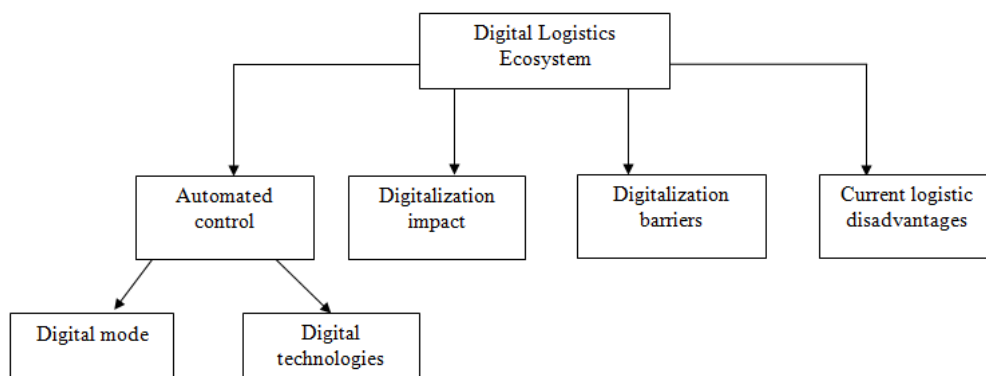 Digital Logistics
Ecosystem
Automated
control
Digitalization
impact
Digitalization
barriers
Current logistic
disadvantages
Digital mode
Digital
technologies